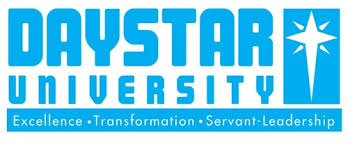 DAYSTAR
UNIVERSITY
Excellence • Transformation • Servant-Leadership